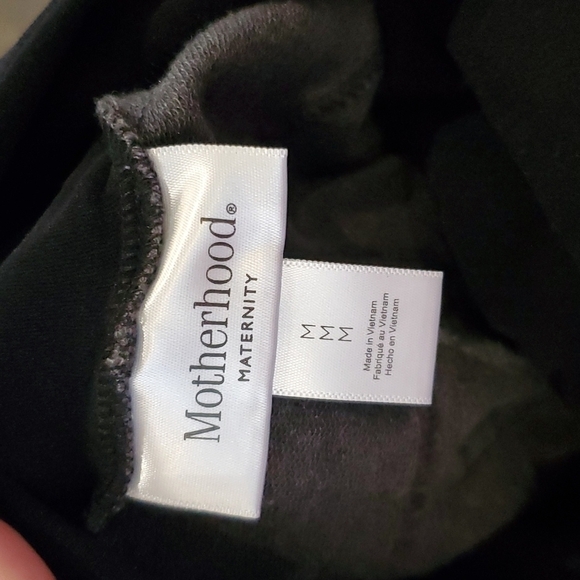 Motherhood®
MATERNITY
M
M
M
Made in Vietnam
Fabriqué au Vietnam
Hecho en Vietnam